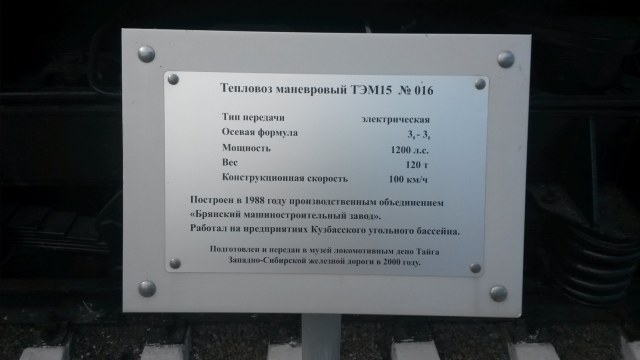 Тепловоз маневровый ТЭМ15 № 016
Тип передачи электрическая
Осевая формула 3₀ - 3₀
Мощность 1200 л.с.
Вес 120 т
Конструкционная скорость 100 км/ч
Построен в 1988 году производственным объединением
«Брянский машиностроительный завод».
Работал на предприятиях Кузбасского угольного бассейна.
Подготовлен и передан в музей локомотивным депо Тайга
Западно-Сибирской железной дороги в 2000 году.